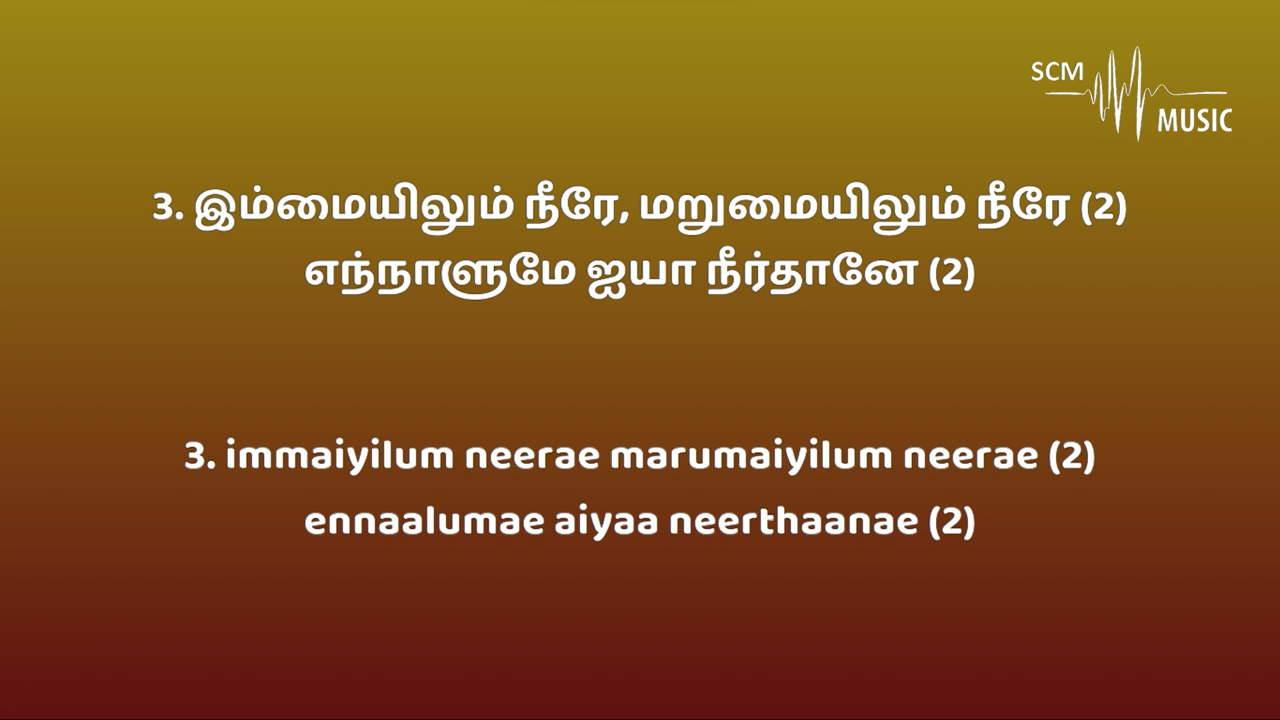 SCM
MUSIC
3. இம்மையிலும் நீரே, மறுமையிலும் நீரே (2)
எந்நாளுமே ஐயா நீர்தானே (2)
3. immaiyilum neerae marumaiyilum neerae (2)
ennaalumae aiyaa neerthaanae (2)